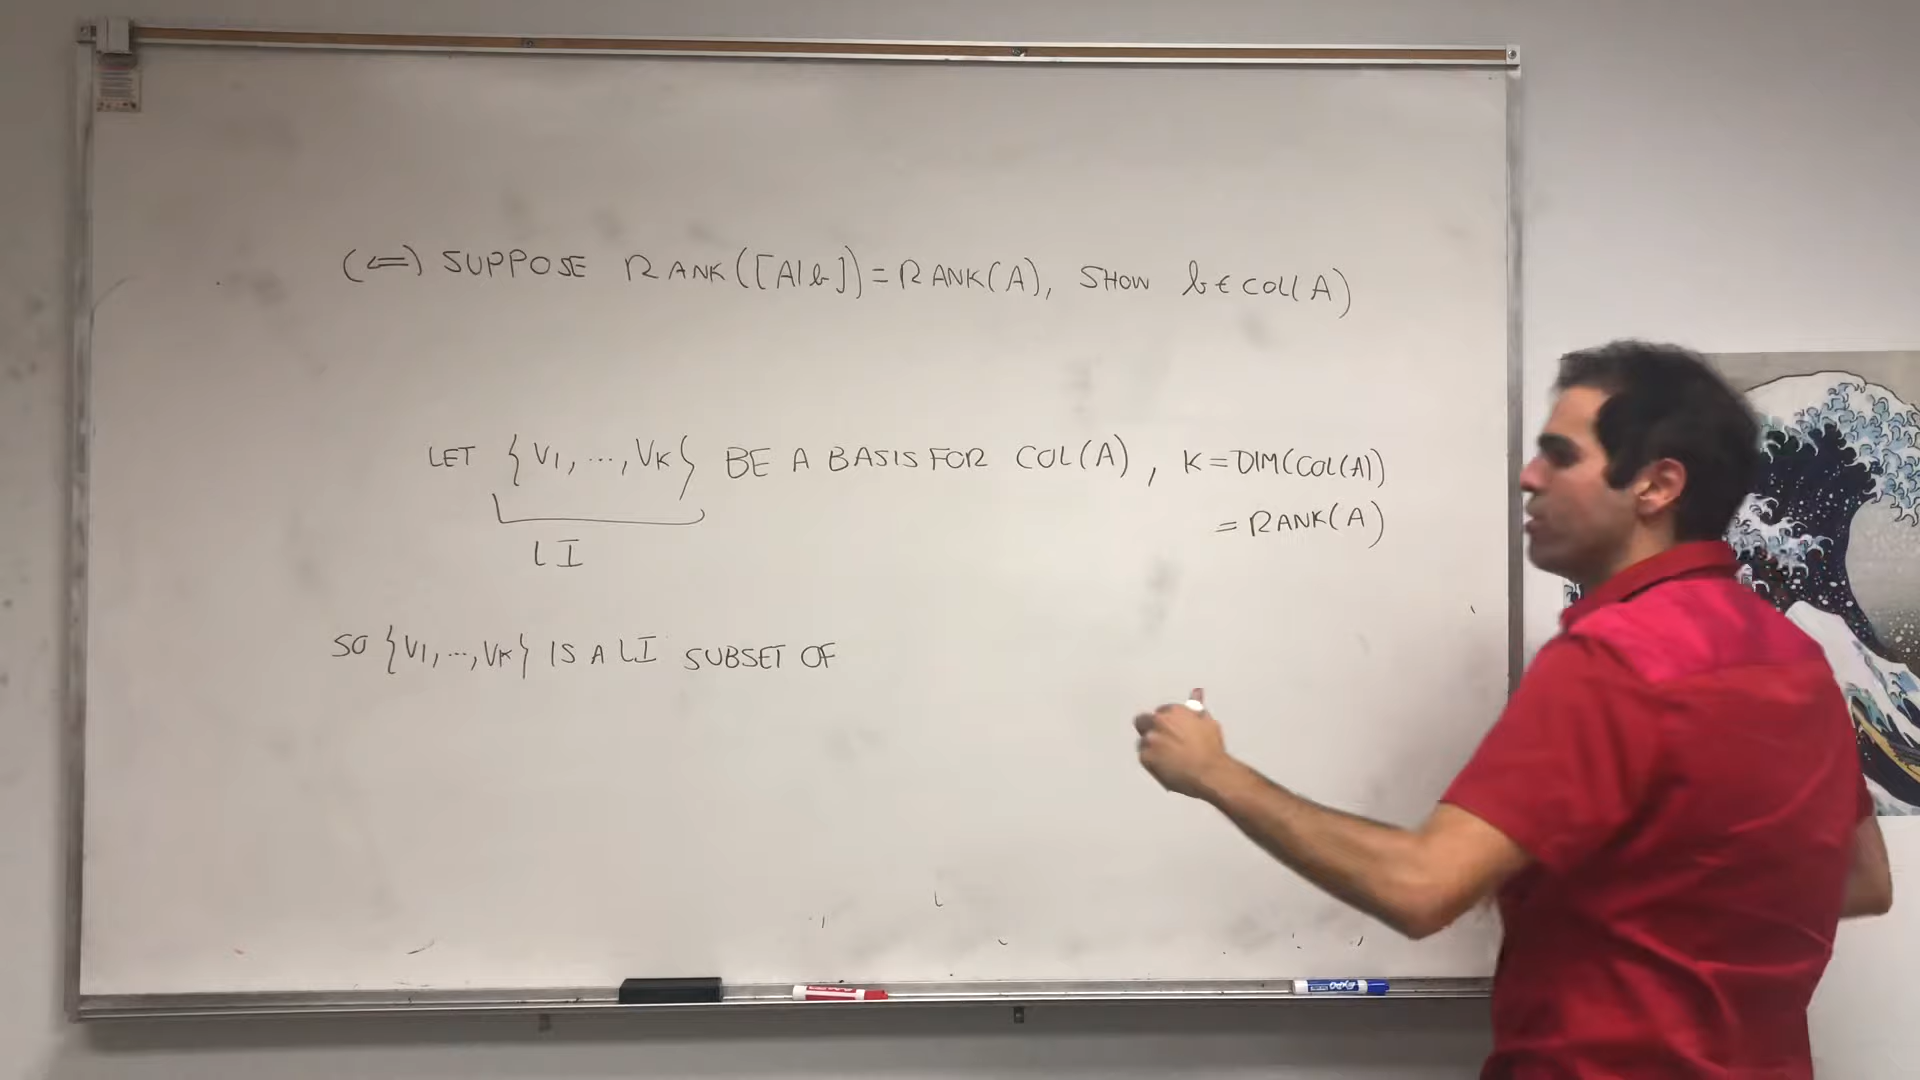 (⇐) SUPPOSE RANK([A|b]) = RANK(A), SHOW b ∈ COL(A)
LET {V1, ..., VK} BE A BASIS FOR COL(A), K = DIM(COL(A))
= RANK(A)
LI
SO {V1, ..., VK} IS A LI SUBSET OF
EXPO